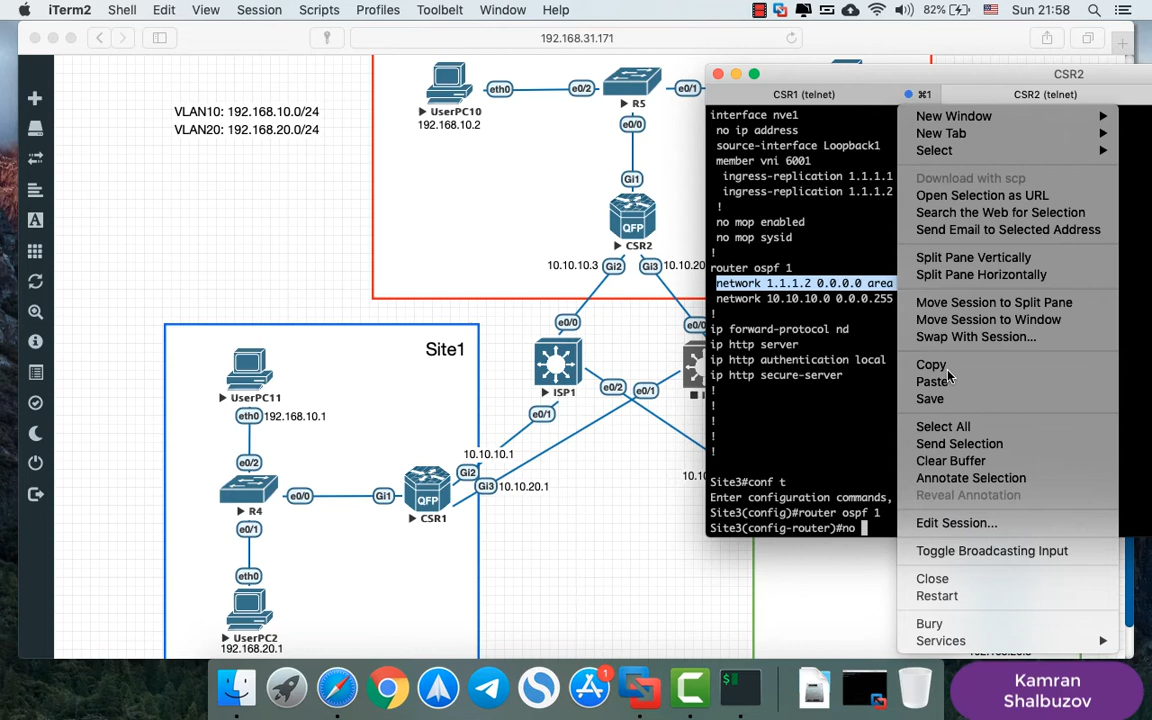 iTerm2 Shell Edit View Session Scripts Profiles Toolbelt Window Help 82% Sun 21:58
192.168.31.171
VLAN10: 192.168.10.0/24
VLAN20: 192.168.20.0/24
eth0
e0/2
e0/1
UserPC10
R5
192.168.10.2
e0/0
Gi1
QFP
CSR2
10.10.10.3
Gi2
Gi3
10.10.20
e0/0
e0/0
Site1
ISP1
e0/2
e0/1
e0/1
UserPC11
eth0
192.168.10.1
e0/2
R4
e0/0
Gi1
QFP
CSR1
10.10.10.1
Gi2
Gi3
10.10.20.1
e0/1
eth0
UserPC2
192.168.20.1
10.10
CSR2
CSR1 (telnet)
⌘1
CSR2 (telnet)
interface nve1
no ip address
source-interface Loopback1
member vni 6001
ingress-replication 1.1.1.1
ingress-replication 1.1.1.2
!
no mop enabled
no mop sysid
!
router ospf 1
network 1.1.1.2 0.0.0.0 area
network 10.10.10.0 0.0.0.255
!
ip forward-protocol nd
ip http server
ip http authentication local
ip http secure-server
!
!
!
!
!
Site3#conf t
Enter configuration commands,
Site3(config)#router ospf 1
Site3(config-router)#no
New Window
New Tab
Select
Download with scp
Open Selection as URL
Search the Web for Selection
Send Email to Selected Address
Split Pane Vertically
Split Pane Horizontally
Move Session to Split Pane
Move Session to Window
Swap With Session...
Copy
Paste
Save
Select All
Send Selection
Clear Buffer
Annotate Selection
Reveal Annotation
Edit Session...
Toggle Broadcasting Input
Close
Restart
Bury
Services
1
Kamran
Shalbuzov